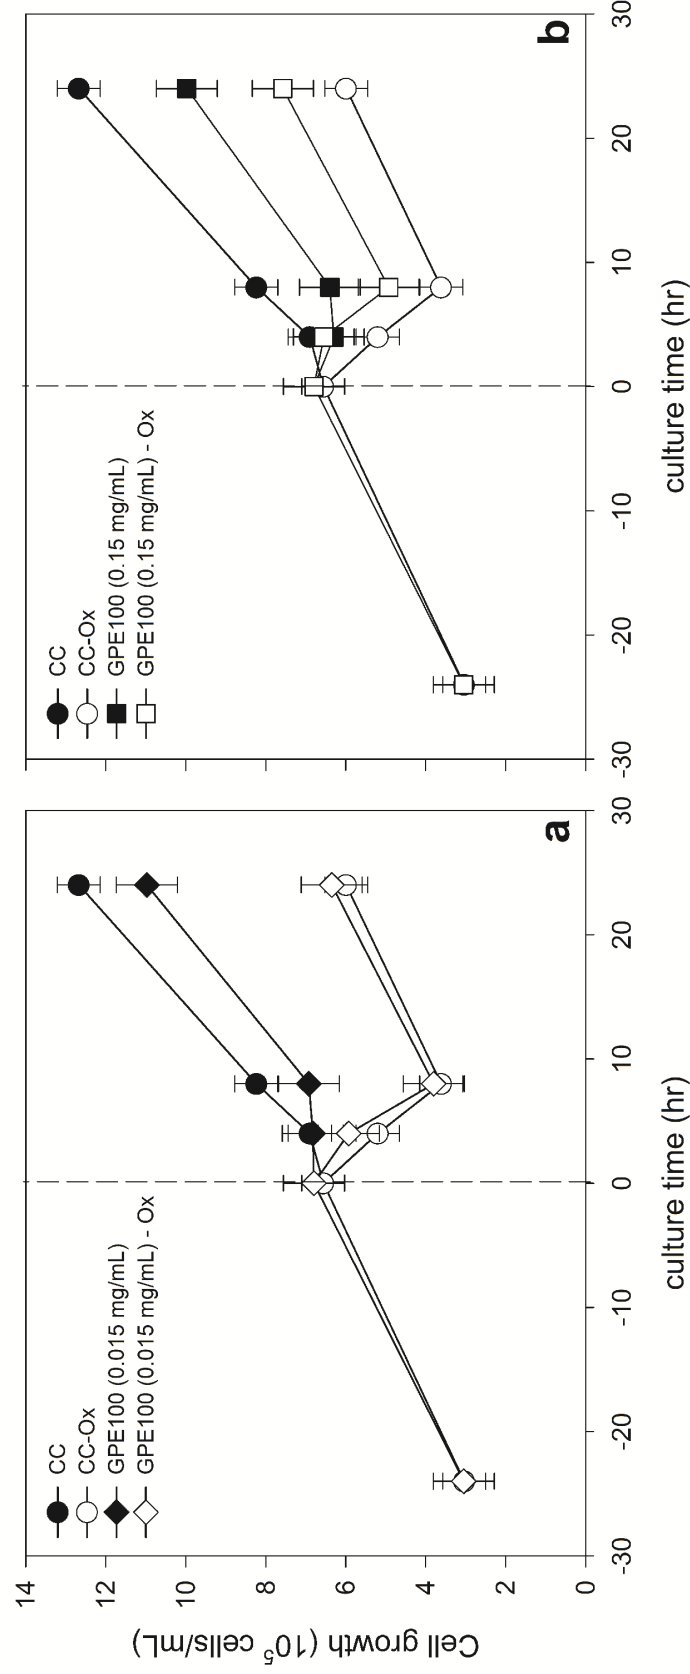 Cell growth (10⁵ cells/mL)
14
12
10
8
6
4
2
0
CC
CC-Ox
GPE100 (0.015 mg/mL)
GPE100 (0.015 mg/mL) - Ox
a
-30
-20
-10
0
10
20
30
culture time (hr)
CC
CC-Ox
GPE100 (0.15 mg/mL)
GPE100 (0.15 mg/mL) - Ox
b
-30
-20
-10
0
10
20
30
culture time (hr)